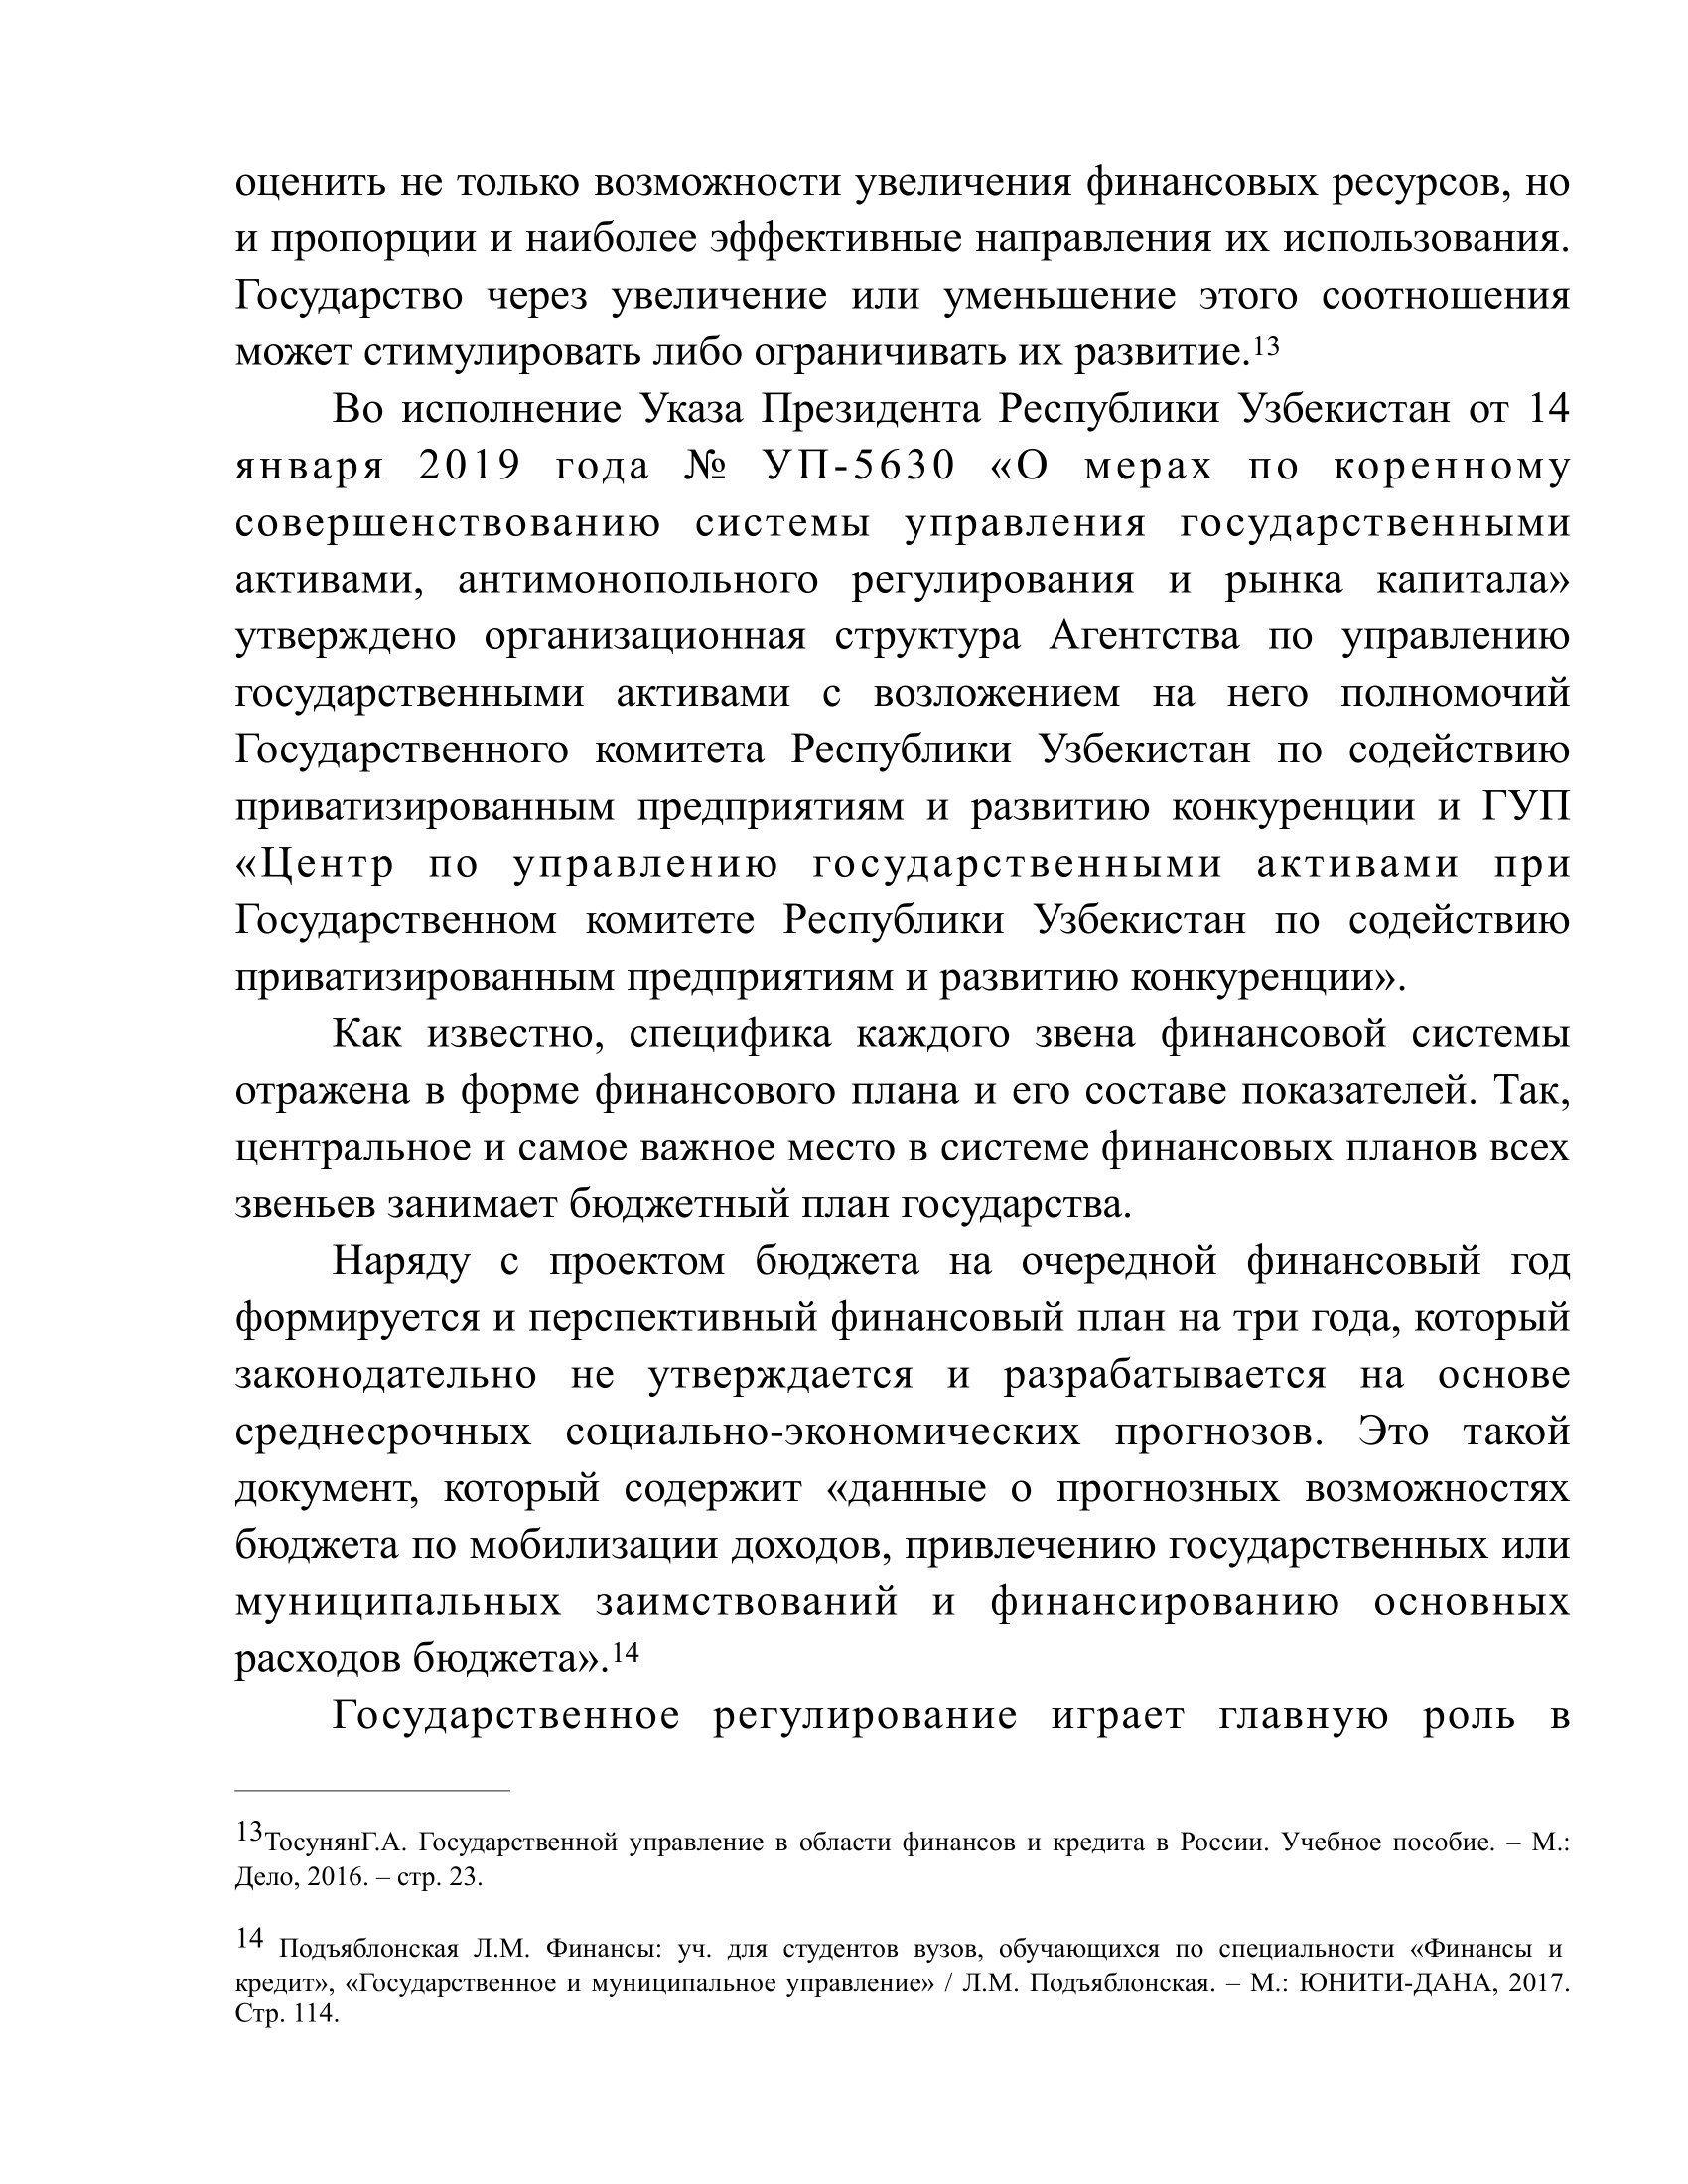 оценить не только возможности увеличения финансовых ресурсов, но
и пропорции и наиболее эффективные направления их использования.
Государство через увеличение или уменьшение этого соотношения
может стимулировать либо ограничивать их развитие.13
Во исполнение Указа Президента Республики Узбекистан от 14
января 2019 года № УП-5630 «О мерах по коренному
совершенствованию системы управления государственными
активами, антимонопольного регулирования и рынка капитала»
утверждено организационная структура Агентства по управлению
государственными активами с возложением на него полномочий
Государственного комитета Республики Узбекистан по содействию
приватизированным предприятиям и развитию конкуренции и ГУП
«Центр по управлению государственными активами при
Государственном комитете Республики Узбекистан по содействию
приватизированным предприятиям и развитию конкуренции».
Как известно, специфика каждого звена финансовой системы
отражена в форме финансового плана и его составе показателей. Так,
центральное и самое важное место в системе финансовых планов всех
звеньев занимает бюджетный план государства.
Наряду с проектом бюджета на очередной финансовый год
формируется и перспективный финансовый план на три года, который
законодательно не утверждается и разрабатывается на основе
среднесрочных социально-экономических прогнозов. Это такой
документ, который содержит «данные о прогнозных возможностях
бюджета по мобилизации доходов, привлечению государственных или
муниципальных заимствований и финансированию основных
расходов бюджета».14
Государственное регулирование играет главную роль в
13ТосунянГ.А. Государственной управление в области финансов и кредита в России. Учебное пособие. – М.:
Дело, 2016. – стр. 23.
14 Подъяблонская Л.М. Финансы: уч. для студентов вузов, обучающихся по специальности «Финансы и
кредит», «Государственное и муниципальное управление» / Л.М. Подъяблонская. – М.: ЮНИТИ-ДАНА, 2017.
Стр. 114.